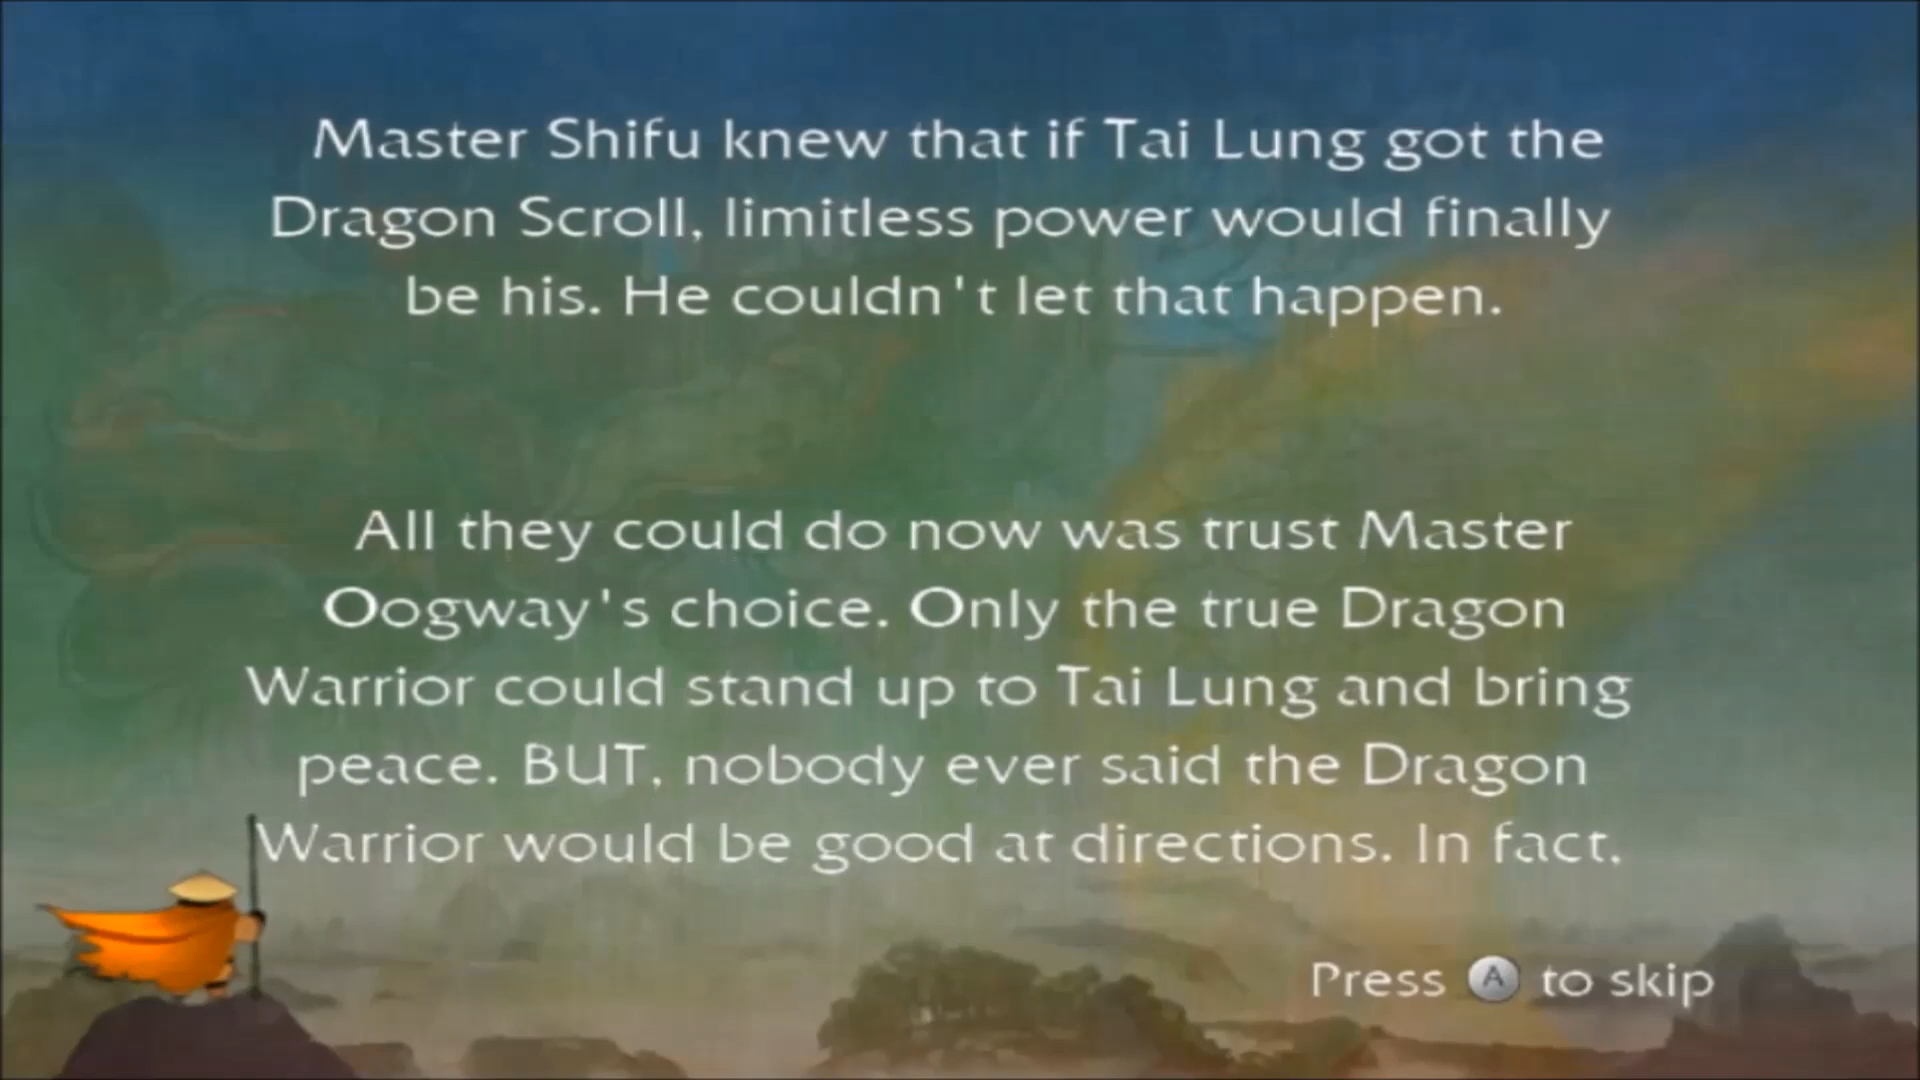 Master Shifu knew that if Tai Lung got the
Dragon Scroll, limitless power would finally
be his. He couldn't let that happen.
All they could do now was trust Master
Oogway's choice. Only the true Dragon
Warrior could stand up to Tai Lung and bring
peace. BUT, nobody ever said the Dragon
Warrior would be good at directions. In fact,
Press A to skip